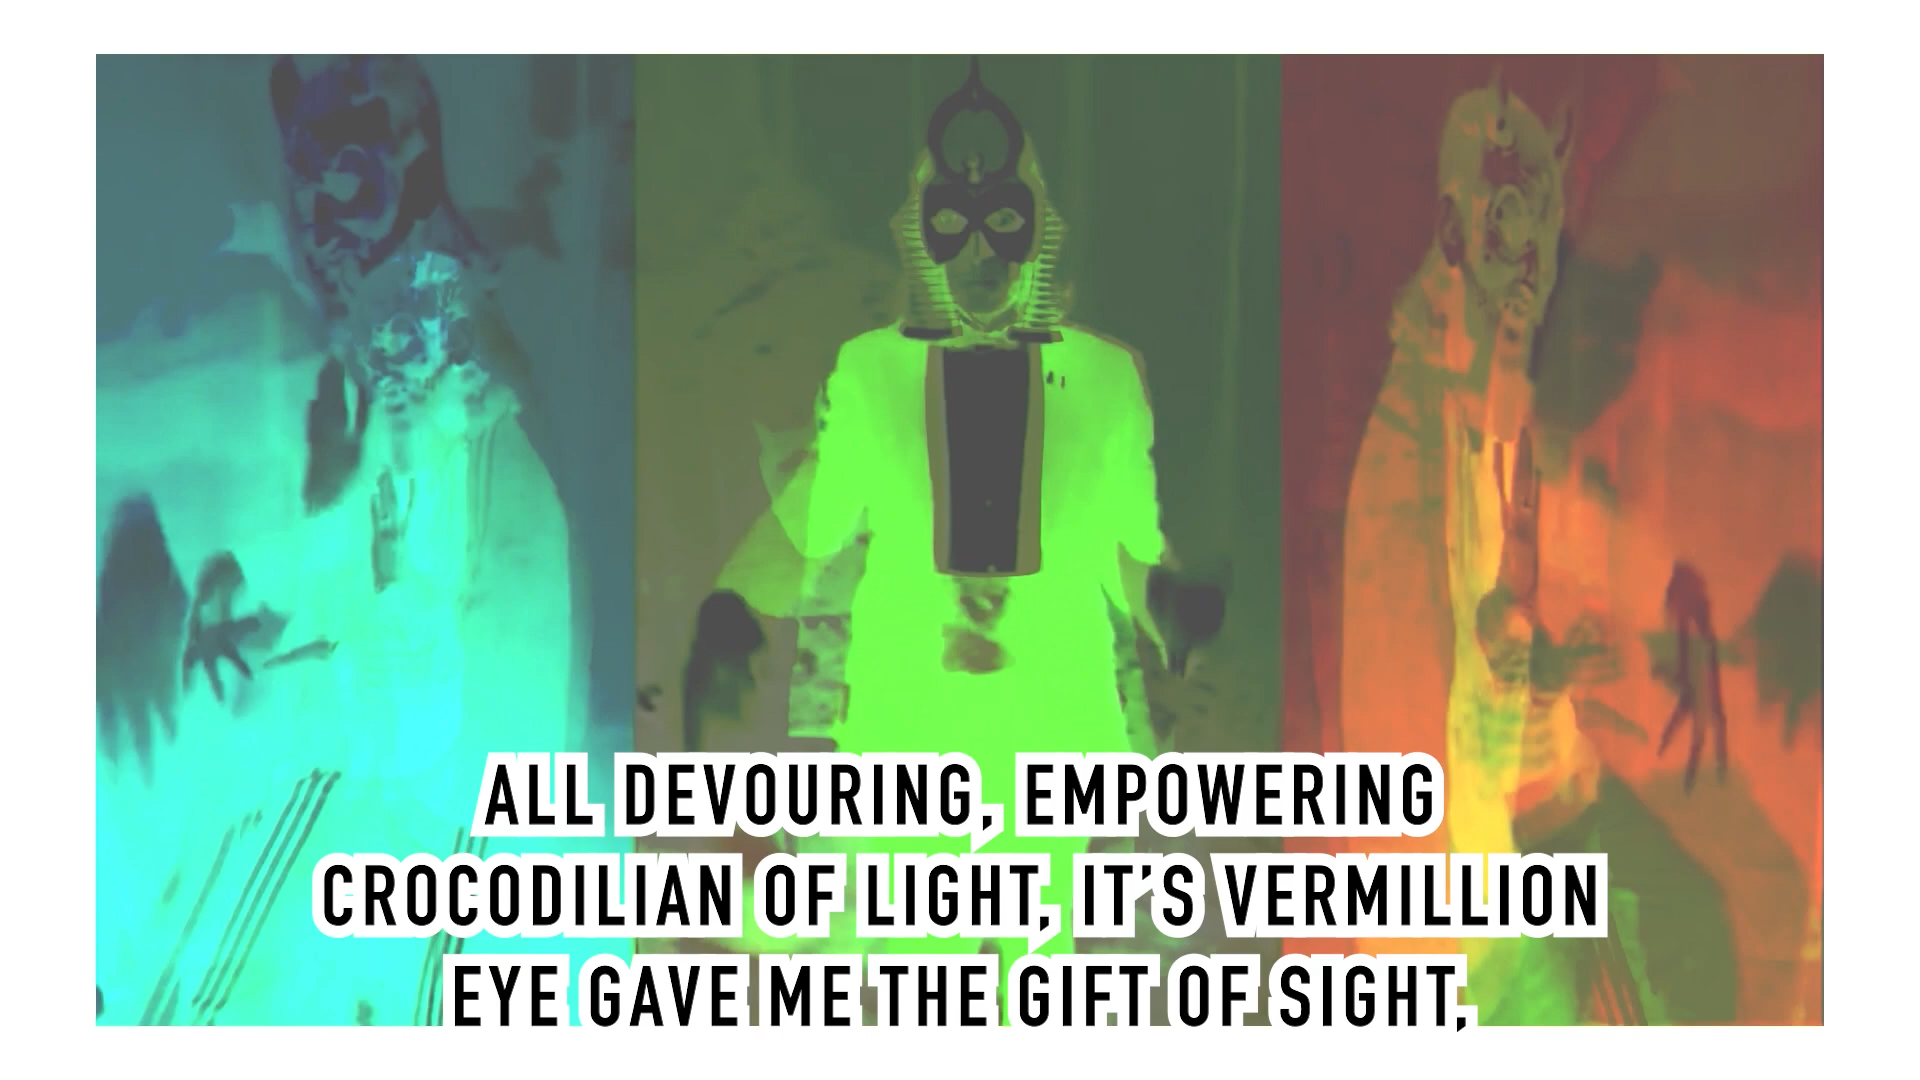 ALL DEVOURING, EMPOWERING
CROCODILIAN OF LIGHT, IT'S VERMILLION
EYE GAVE ME THE GIFT OF SIGHT,